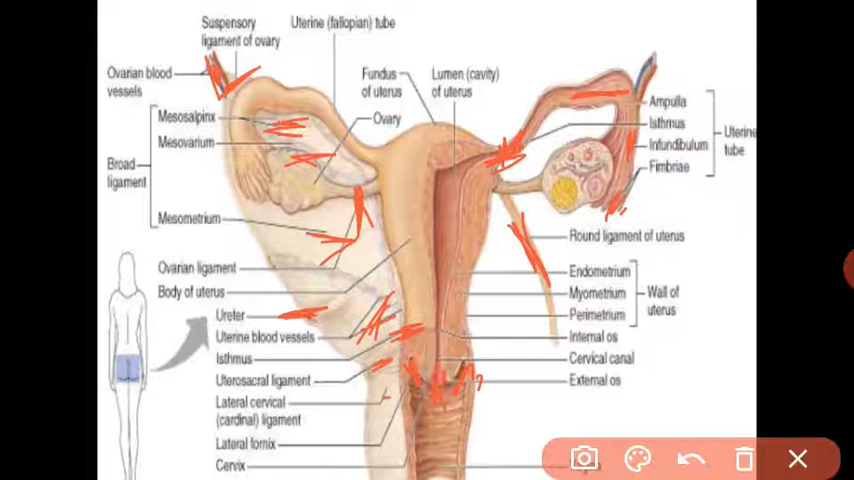 Suspensory
ligament of ovary
Uterine (fallopian) tube
Ovarian blood
vessels
Fundus
of uterus
Lumen (cavity)
of uterus
Mesosalpinx
Mesovarium
Ovary
Broad
ligament
Mesometrium
Ovarian ligament
Body of uterus
Ureter
Uterine blood vessels
Isthmus
Uterosacral ligament
Lateral cervical
(cardinal) ligament
Lateral fornix
Cervix
Ampulla
Isthmus
Infundibulum
Fimbriae
Uterine
tube
Round ligament of uterus
Endometrium
Myometrium
Perimetrium
Wall of
uterus
Internal os
Cervical canal
External os